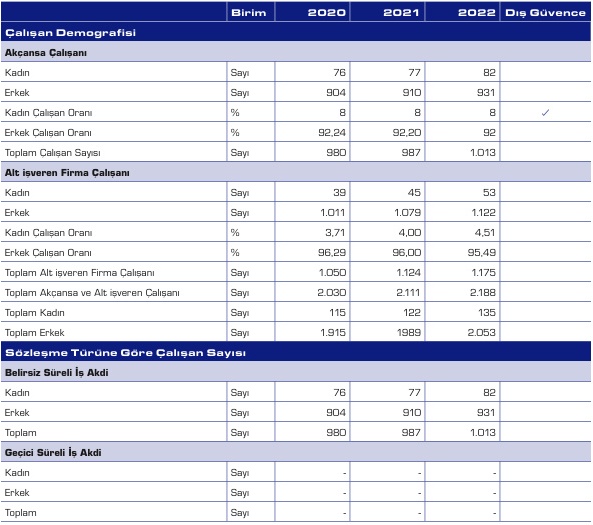 Birim 2020 2021 2022 Dış Güvence
Çalışan Demografisi
Akçansa Çalışanı
Kadın Sayı 76 77 82
Erkek Sayı 904 910 931
Kadın Çalışan Oranı % 8 8 8 ✓
Erkek Çalışan Oranı % 92,24 92,20 92
Toplam Çalışan Sayısı Sayı 980 987 1.013
Alt işveren Firma Çalışanı
Kadın Sayı 39 45 53
Erkek Sayı 1.011 1.079 1.122
Kadın Çalışan Oranı % 3,71 4,00 4,51
Erkek Çalışan Oranı % 96,29 96,00 95,49
Toplam Alt işveren Firma Çalışanı Sayı 1.050 1.124 1.175
Toplam Akçansa ve Alt işveren Çalışanı Sayı 2.030 2.111 2.188
Toplam Kadın Sayı 115 122 135
Toplam Erkek Sayı 1.915 1989 2.053
Sözleşme Türüne Göre Çalışan Sayısı
Belirsiz Süreli İş Akdi
Kadın Sayı 76 77 82
Erkek Sayı 904 910 931
Toplam Sayı 980 987 1.013
Geçici Süreli İş Akdi
Kadın Sayı - - -
Erkek Sayı - - -
Toplam Sayı - - -